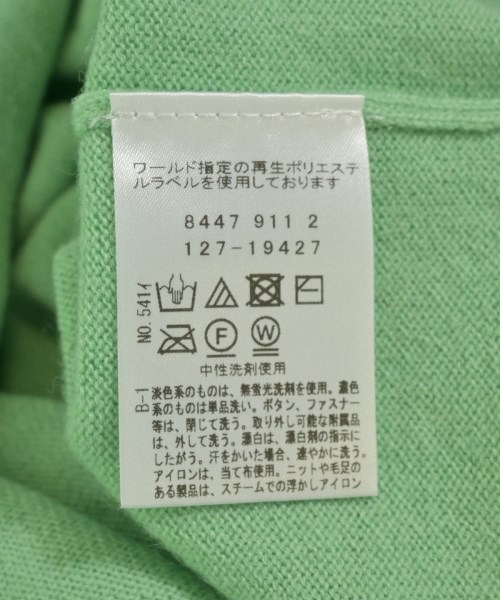 ワールド指定の再生ポリエステ
ルラベルを使用しております
8447 911 2
127-19427
NO. 541イ
F
W
中性洗剤使用
B-1
淡色系のものは、無蛍光洗剤を使用。濃色
系のものは単品洗い。ボタン、ファスナー
等は、閉じて洗う。取り外し可能な附属品
は、外して洗う。漂白は、漂白剤の指示に
したがう。汗をかいた場合、速やかに洗う。
アイロンは、当て布使用。ニットや毛足の
ある製品は、スチームでの浮かしアイロン